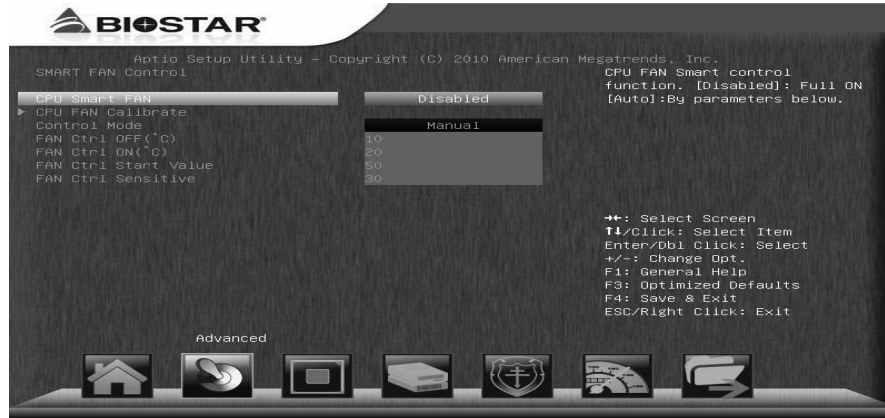 BIOSTAR
Aptio Setup Utility – Copyright (C) 2010 American Megatrends, Inc.
SMART FAN Control
CPU Smart FAN Disabled
CPU FAN Calibrate
Control Mode Manual
FAN Ctrl OFF(°C) 10
FAN Ctrl ON(°C) 20
FAN Ctrl Start Value 50
FAN Ctrl Sensitive 30
CPU FAN Smart control
function. [Disabled]: Full ON
[Auto]:By parameters below.
→←: Select Screen
↑↓/Click: Select Item
Enter/Dbl Click: Select
+/-: Change Opt.
F1: General Help
F3: Optimized Defaults
F4: Save & Exit
ESC/Right Click: Exit
Advanced